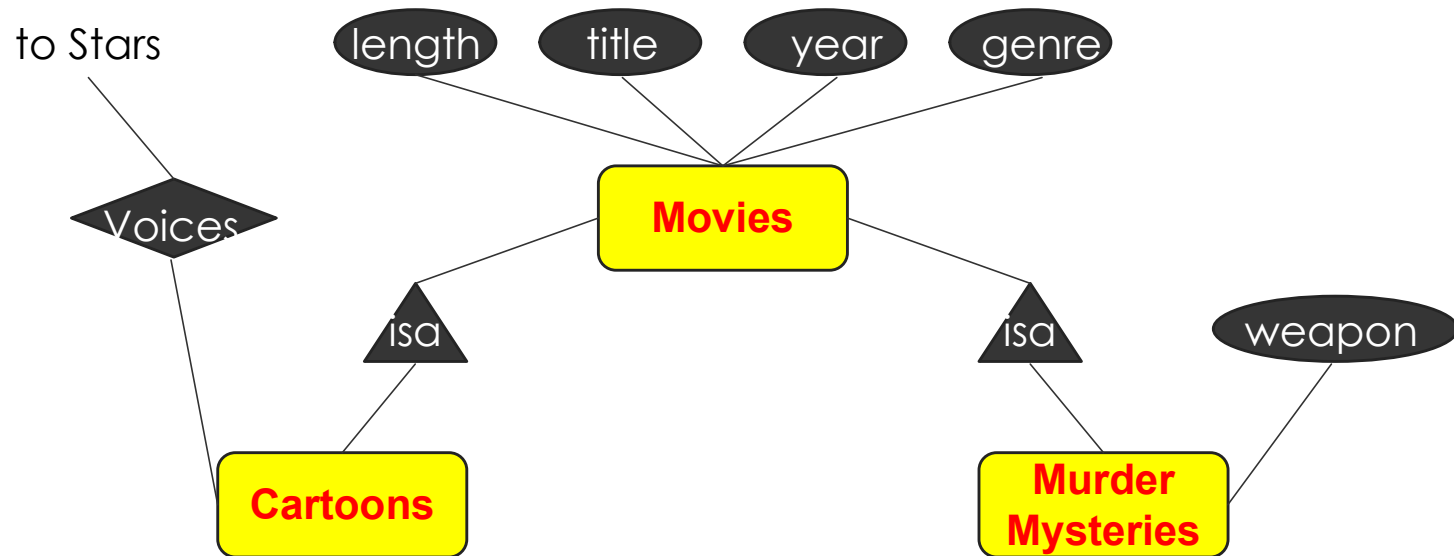 to Stars
length
title
year
genre
Movies
Voices
isa
isa
weapon
Cartoons
Murder
Mysteries